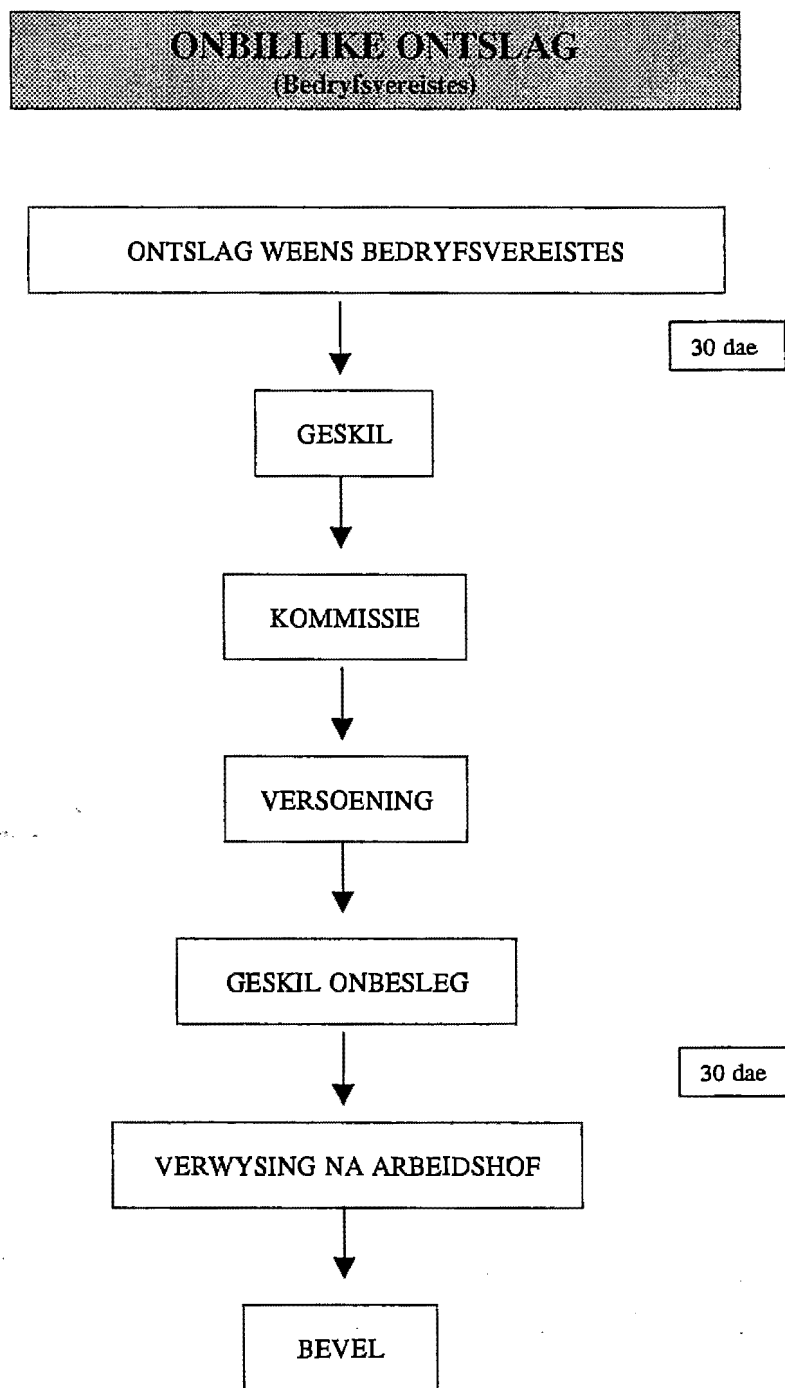 ONBILLIKE ONTSLAG
(Bedryfsvereistes)
ONTSLAG WEENS BEDRYFSVEREISTES
30 dae
GESKIL
KOMMISSIE
VERSOENING
GESKIL ONBESLEG
30 dae
VERWYSING NA ARBEIDSHOF
BEVEL